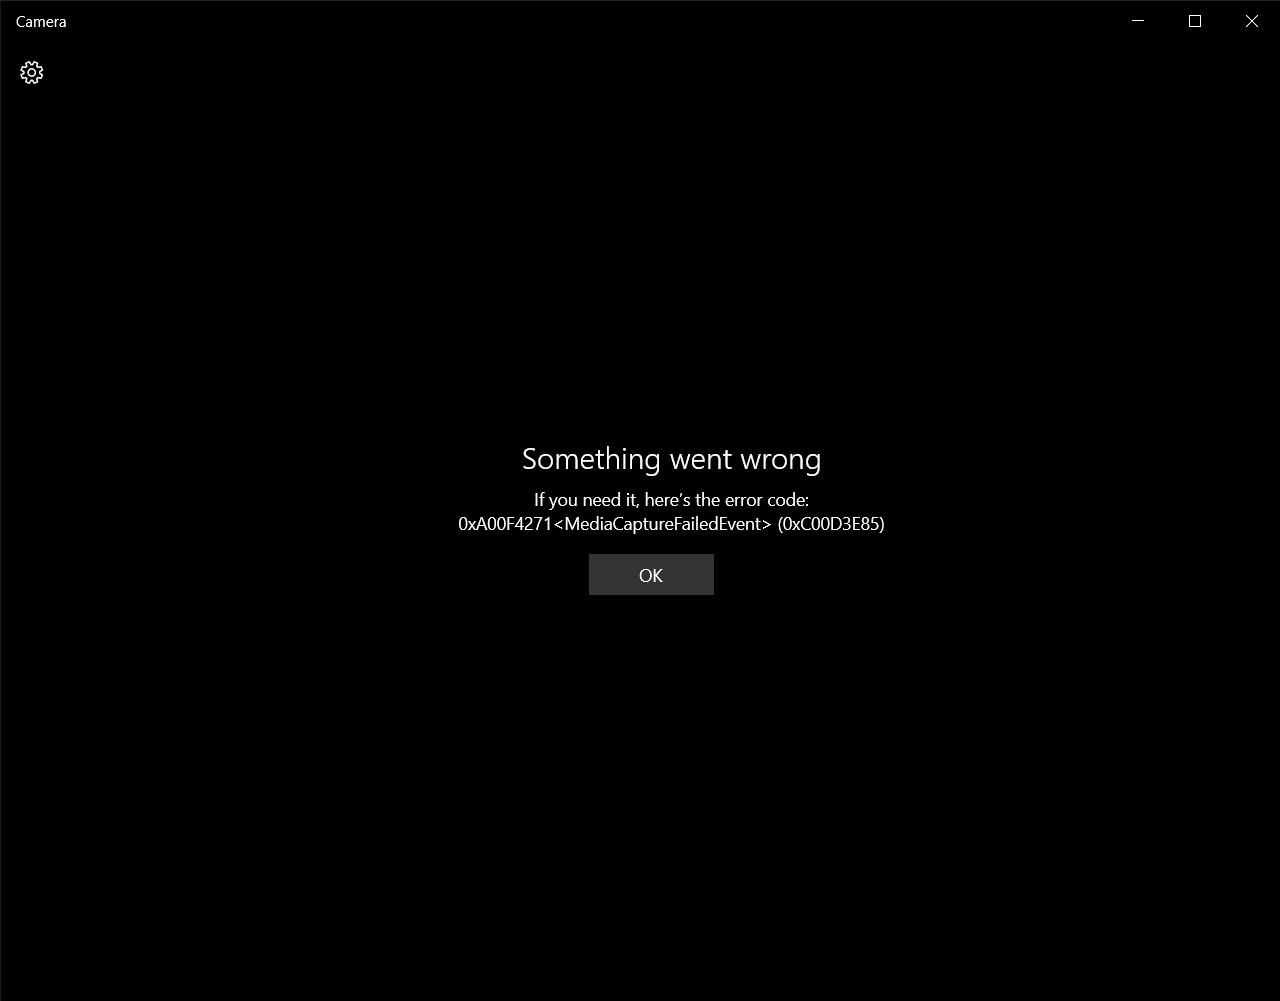 Camera
Something went wrong
If you need it, here’s the error code:
0xA00F4271<MediaCaptureFailedEvent> (0xC00D3E85)
OK